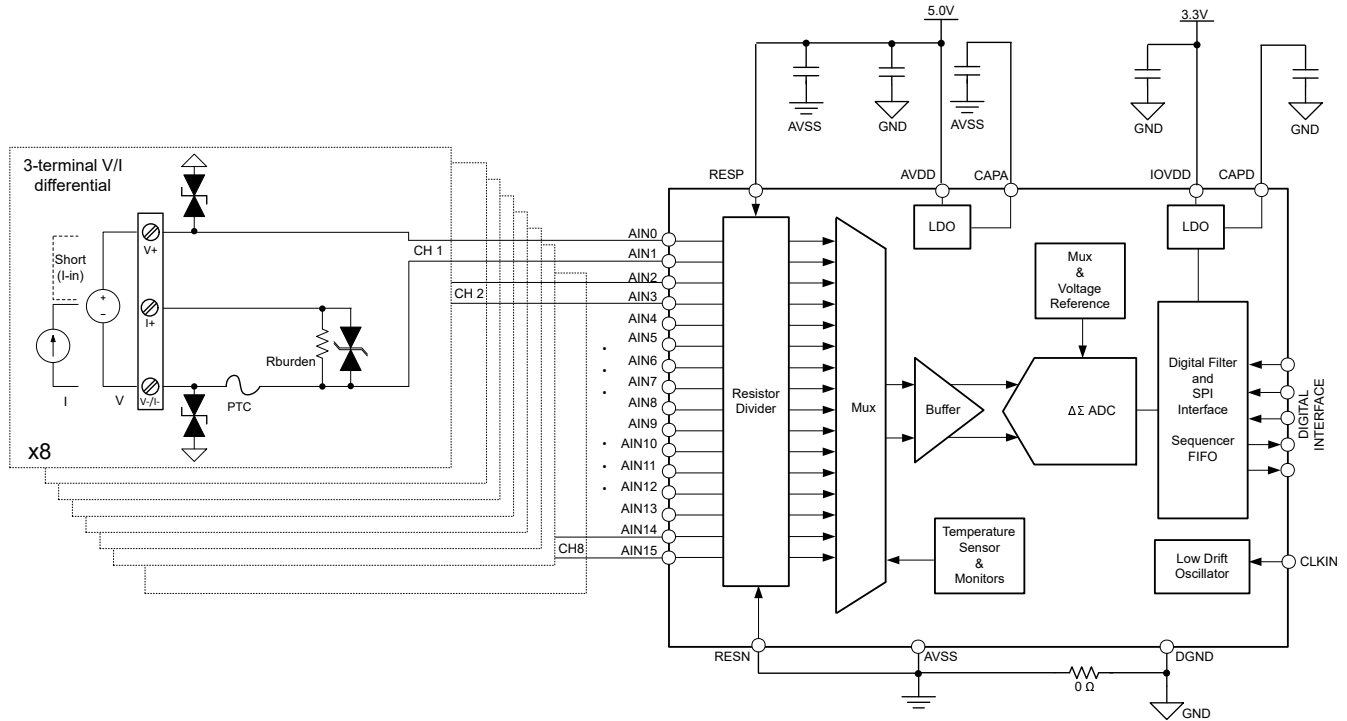 5.0V
3.3V
AVSS
GND
AVSS
GND
GND
3-terminal V/I
differential
RESP
AVDD
CAPA
IOVDD
CAPD
V+
Short
(I-in)
+
−
I+
Rburden
I
V
V-/I-
PTC
x8
CH 1
CH 2
CH8
AIN0
AIN1
AIN2
AIN3
AIN4
AIN5
AIN6
AIN7
AIN8
AIN9
AIN10
AIN11
AIN12
AIN13
AIN14
AIN15
Resistor
Divider
Mux
Buffer
LDO
LDO
Mux
&
Voltage
Reference
ΔΣ ADC
Digital Filter
and
SPI
Interface
Sequencer
FIFO
DIGITAL
INTERFACE
Temperature
Sensor
&
Monitors
Low Drift
Oscillator
CLKIN
RESN
AVSS
DGND
0 Ω
GND